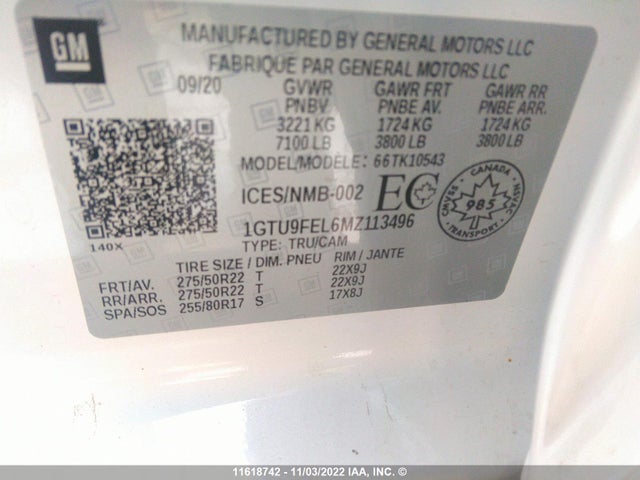 GM
MANUFACTURED BY GENERAL MOTORS LLC
FABRIQUE PAR GENERAL MOTORS LLC
09/20 GVWR GAWR FRT GAWR RR
PNBV PNBE AV. PNBE ARR.
3221 KG 1724 KG 1724 KG
7100 LB 3800 LB 3800 LB
MODEL/MODELE: 66TK10543
ICES/NMB-002 EC
CANADA
985
CMVSS NSVAC
1GTU9FEL6MZ113496
140X
TYPE: TRU/CAM
TIRE SIZE / DIM. PNEU RIM / JANTE
FRT/AV. 275/50R22 T 22X9J
RR/ARR. 275/50R22 T 22X9J
SPA/SOS 255/80R17 S 17X8J
11618742 - 11/03/2022 IAA, INC. ©